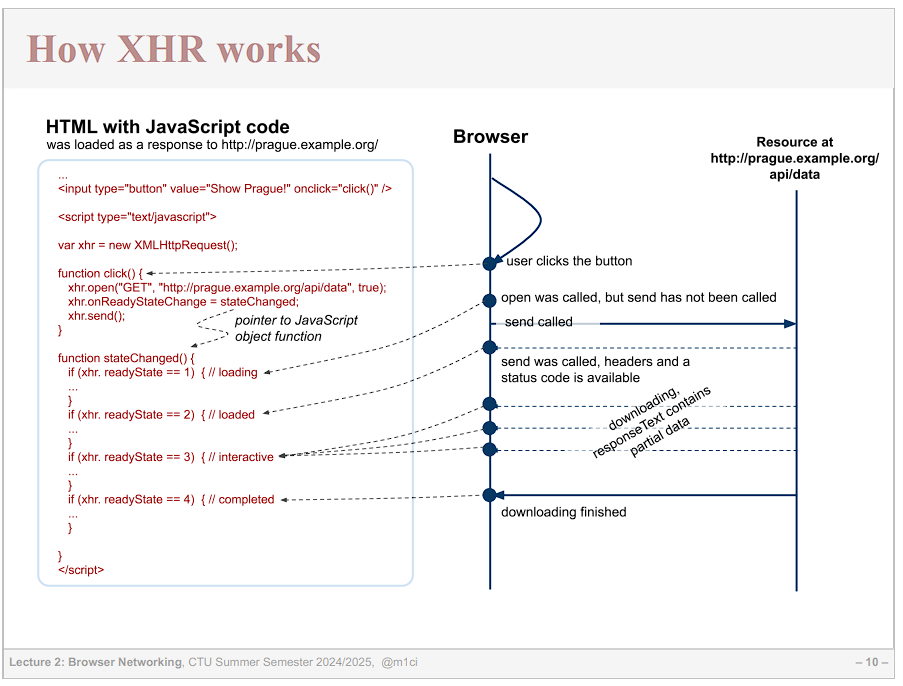 How XHR works
HTML with JavaScript code
was loaded as a response to http://prague.example.org/
...
<input type="button" value="Show Prague!" onclick="click()" />
<script type="text/javascript">
var xhr = new XMLHttpRequest();
function click() {
xhr.open("GET", "http://prague.example.org/api/data", true);
xhr.onReadyStateChange = stateChanged;
xhr.send();
}
pointer to JavaScript
object function
function stateChanged() {
if (xhr. readyState == 1) { // loading
...
}
if (xhr. readyState == 2) { // loaded
...
}
if (xhr. readyState == 3) { // interactive
...
}
if (xhr. readyState == 4) { // completed
...
}
}
</script>
Browser
Resource at
http://prague.example.org/
api/data
user clicks the button
open was called, but send has not been called
send called
send was called, headers and a
status code is available
downloading,
responseText contains
partial data
downloading finished
Lecture 2: Browser Networking, CTU Summer Semester 2024/2025, @m1ci
– 10 –